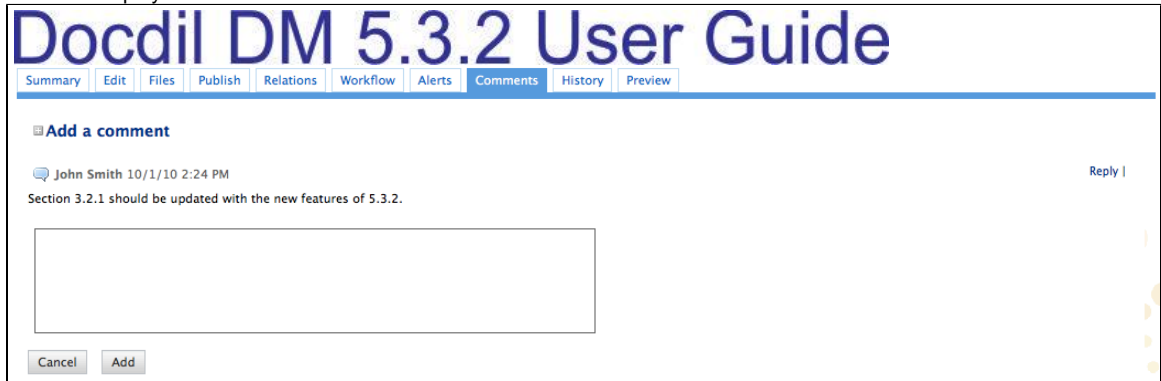 Docdil DM 5.3.2 User Guide
Summary Edit Files Publish Relations Workflow Alerts Comments History Preview
Add a comment
John Smith 10/1/10 2:24 PM Reply |
Section 3.2.1 should be updated with the new features of 5.3.2.
Cancel Add